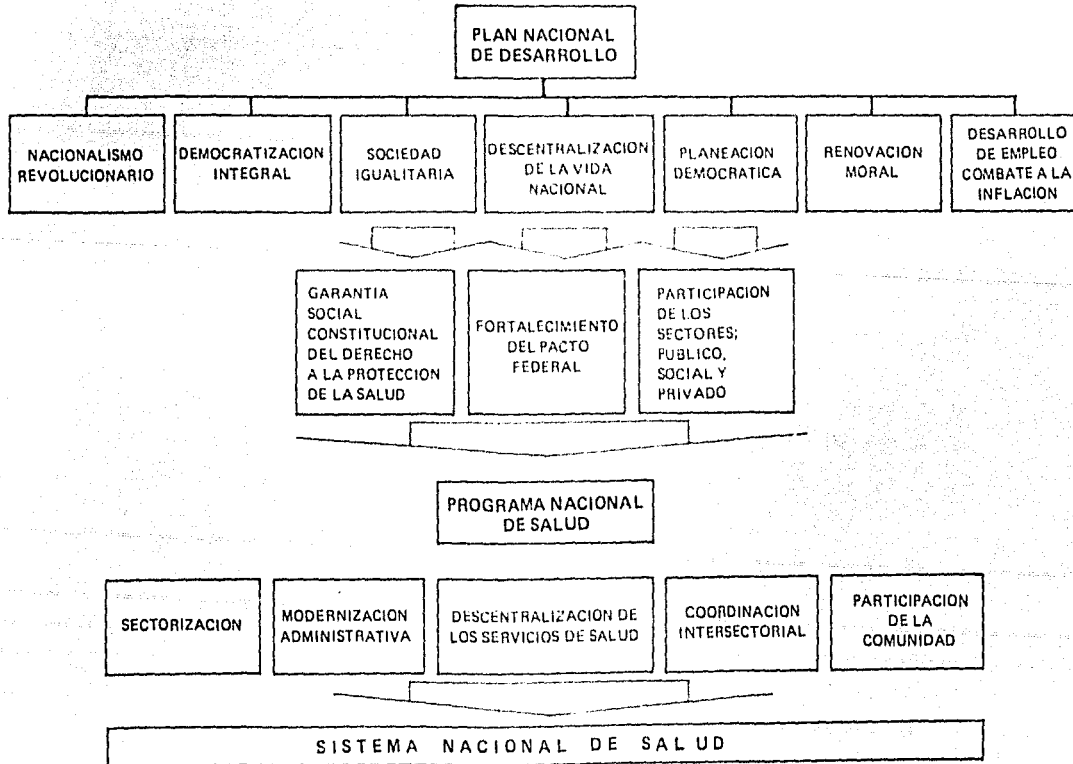 PLAN NACIONAL
DE DESARROLLO
NACIONALISMO
REVOLUCIONARIO
DEMOCRATIZACION
INTEGRAL
SOCIEDAD
IGUALITARIA
DESCENTRALIZACION
DE LA VIDA
NACIONAL
PLANEACION
DEMOCRATICA
RENOVACION
MORAL
DESARROLLO
DE EMPLEO
COMBATE A LA
INFLACION
GARANTIA
SOCIAL
CONSTITUCIONAL
DEL DERECHO
A LA PROTECCION
DE LA SALUD
FORTALECIMIENTO
DEL PACTO
FEDERAL
PARTICIPACION
DE LOS
SECTORES;
PUBLICO,
SOCIAL Y
PRIVADO
PROGRAMA NACIONAL
DE SALUD
SECTORIZACION
MODERNIZACION
ADMINISTRATIVA
DESCENTRALIZACION DE
LOS SERVICIOS DE SALUD
COORDINACION
INTERSECTORIAL
PARTICIPACION
DE LA
COMUNIDAD
SISTEMA NACIONAL DE SALUD